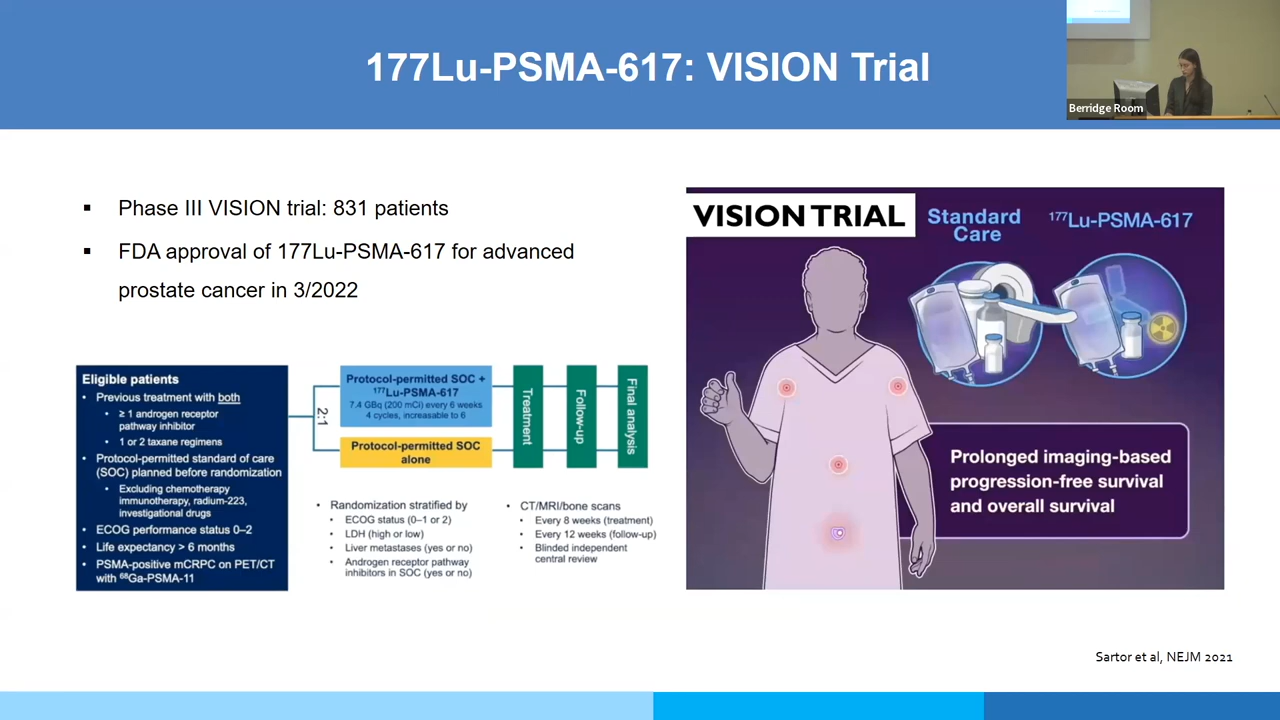 177Lu-PSMA-617: VISION Trial
Berridge Room
Phase III VISION trial: 831 patients
FDA approval of 177Lu-PSMA-617 for advanced
prostate cancer in 3/2022
Eligible patients
Previous treatment with both
≥ 1 androgen receptor
pathway inhibitor
1 or 2 taxane regimens
Protocol-permitted standard of care
(SOC) planned before randomization
Excluding chemotherapy
immunotherapy, radium-223,
investigational drugs
ECOG performance status 0–2
Life expectancy > 6 months
PSMA-positive mCRPC on PET/CT
with ⁶⁸Ga-PSMA-11
2:1
Protocol-permitted SOC +
¹⁷⁷Lu-PSMA-617
7.4 GBq (200 mCi) every 6 weeks
4 cycles, increasable to 6
Protocol-permitted SOC
alone
Treatment
Follow-up
Final analysis
Randomization stratified by
ECOG status (0–1 or 2)
LDH (high or low)
Liver metastases (yes or no)
Androgen receptor pathway
inhibitors in SOC (yes or no)
CT/MRI/bone scans
Every 8 weeks (treatment)
Every 12 weeks (follow-up)
Blinded independent
central review
VISION TRIAL
Standard
Care
¹⁷⁷Lu-PSMA-617
Prolonged imaging-based
progression-free survival
and overall survival
Sartor et al, NEJM 2021